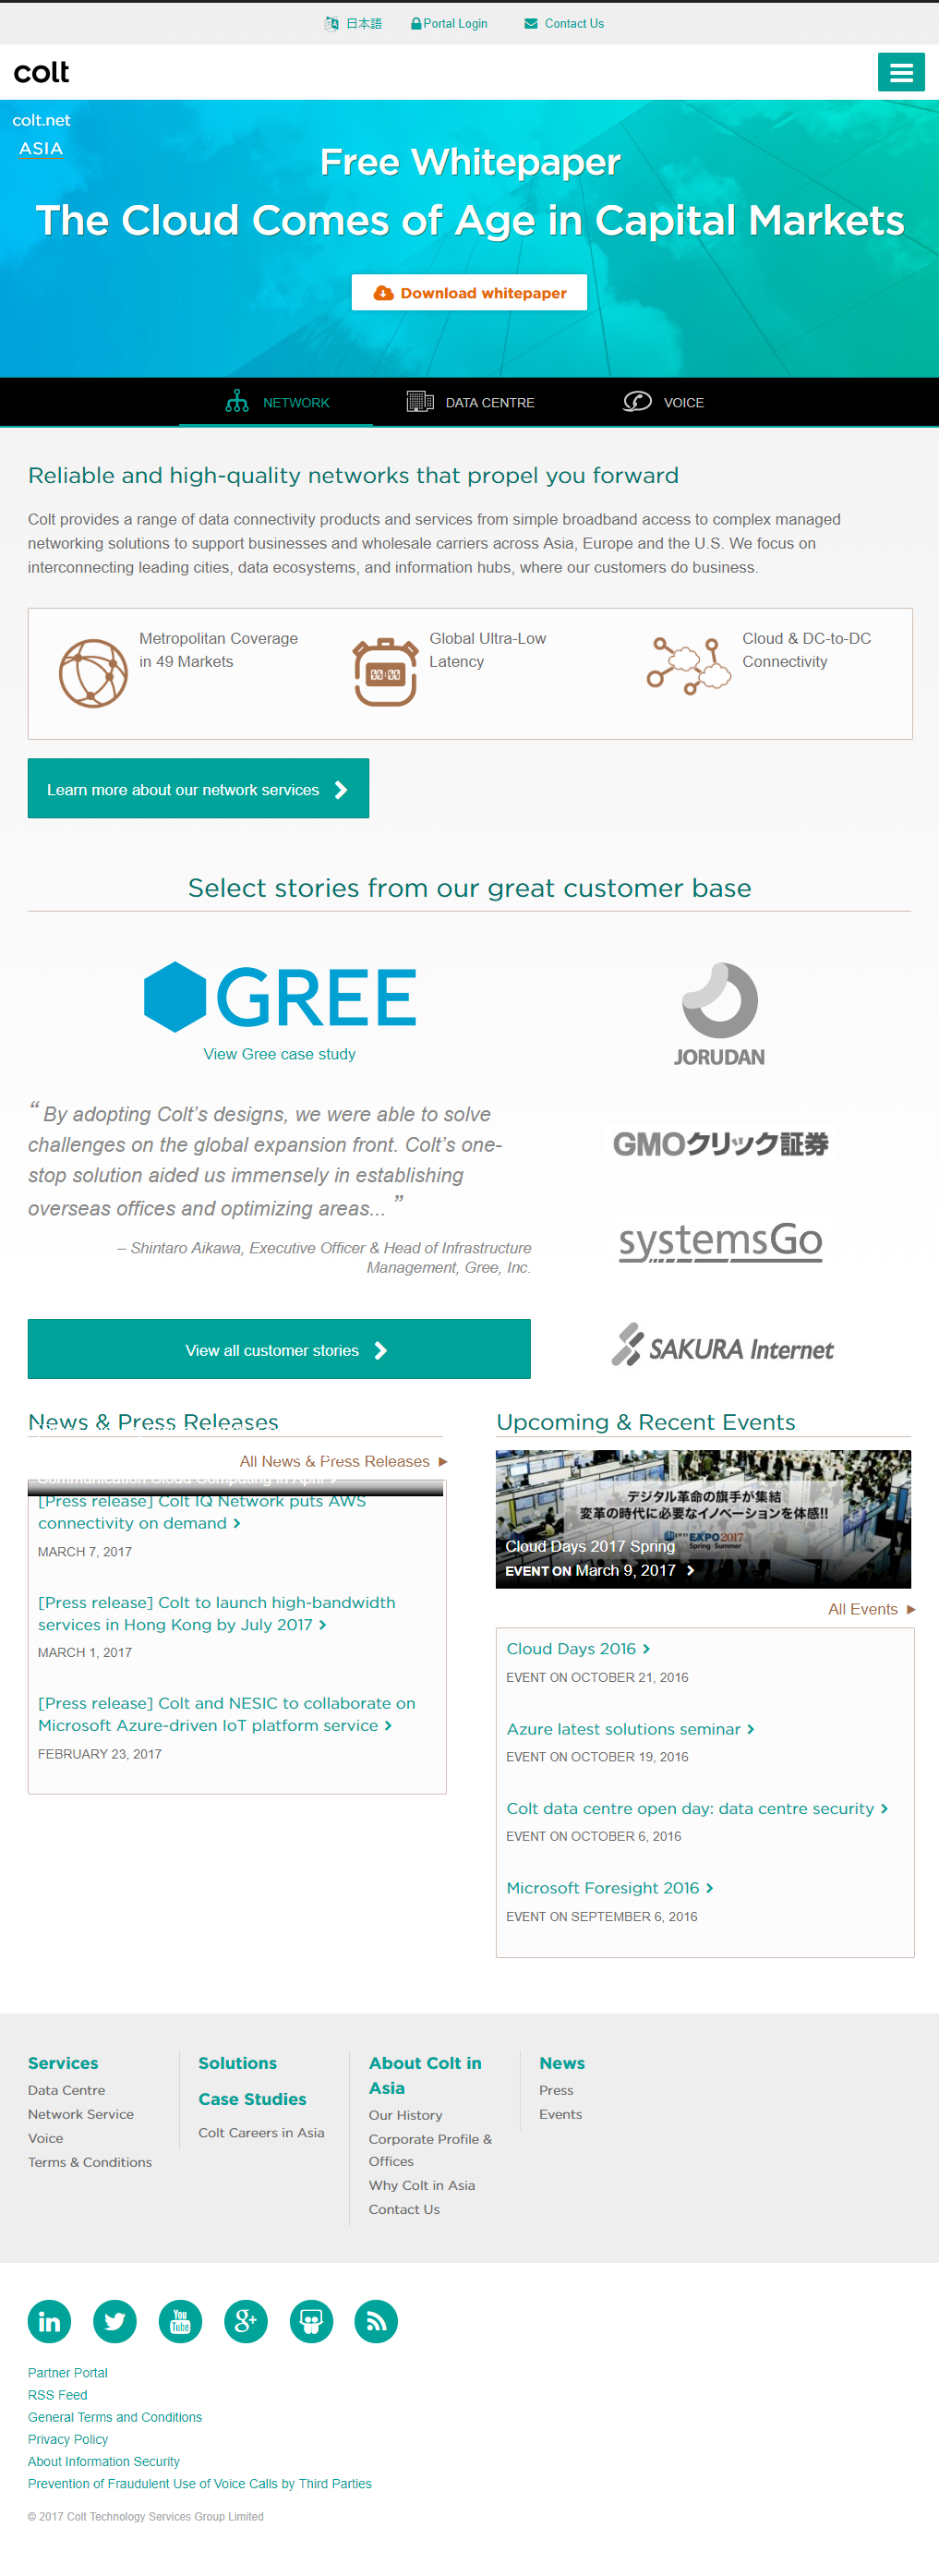 日本語 Portal Login Contact Us
colt
colt.net
ASIA
Free Whitepaper
The Cloud Comes of Age in Capital Markets
Download whitepaper
NETWORK DATA CENTRE VOICE
Reliable and high-quality networks that propel you forward
Colt provides a range of data connectivity products and services from simple broadband access to complex managed
networking solutions to support businesses and wholesale carriers across Asia, Europe and the U.S. We focus on
interconnecting leading cities, data ecosystems, and information hubs, where our customers do business.
Metropolitan Coverage
in 49 Markets
00:00
Global Ultra-Low
Latency
Cloud & DC-to-DC
Connectivity
Learn more about our network services
Select stories from our great customer base
GREE
View Gree case study
“ By adopting Colt’s designs, we were able to solve
challenges on the global expansion front. Colt’s one-
stop solution aided us immensely in establishing
overseas offices and optimizing areas... ”
– Shintaro Aikawa, Executive Officer & Head of Infrastructure
Management, Gree, Inc.
View all customer stories
JORUDAN
GMOクリック証券
systemsGo
SAKURA Internet
News & Press Releases
All News & Press Releases
Communication Cloud Computing in April
[Press release] Colt IQ Network puts AWS
connectivity on demand
MARCH 7, 2017
[Press release] Colt to launch high-bandwidth
services in Hong Kong by July 2017
MARCH 1, 2017
[Press release] Colt and NESIC to collaborate on
Microsoft Azure-driven IoT platform service
FEBRUARY 23, 2017
Upcoming & Recent Events
デジタル革命の旗手が集結
変革の時代に必要なイノベーションを体感!!
EXPO2017
Spring Summer
Cloud Days 2017 Spring
EVENT ON March 9, 2017
All Events
Cloud Days 2016
EVENT ON OCTOBER 21, 2016
Azure latest solutions seminar
EVENT ON OCTOBER 19, 2016
Colt data centre open day: data centre security
EVENT ON OCTOBER 6, 2016
Microsoft Foresight 2016
EVENT ON SEPTEMBER 6, 2016
Services
Data Centre
Network Service
Voice
Terms & Conditions
Solutions
Case Studies
Colt Careers in Asia
About Colt in
Asia
Our History
Corporate Profile &
Offices
Why Colt in Asia
Contact Us
News
Press
Events
in
You
Tube
g+
Partner Portal
RSS Feed
General Terms and Conditions
Privacy Policy
About Information Security
Prevention of Fraudulent Use of Voice Calls by Third Parties
© 2017 Colt Technology Services Group Limited